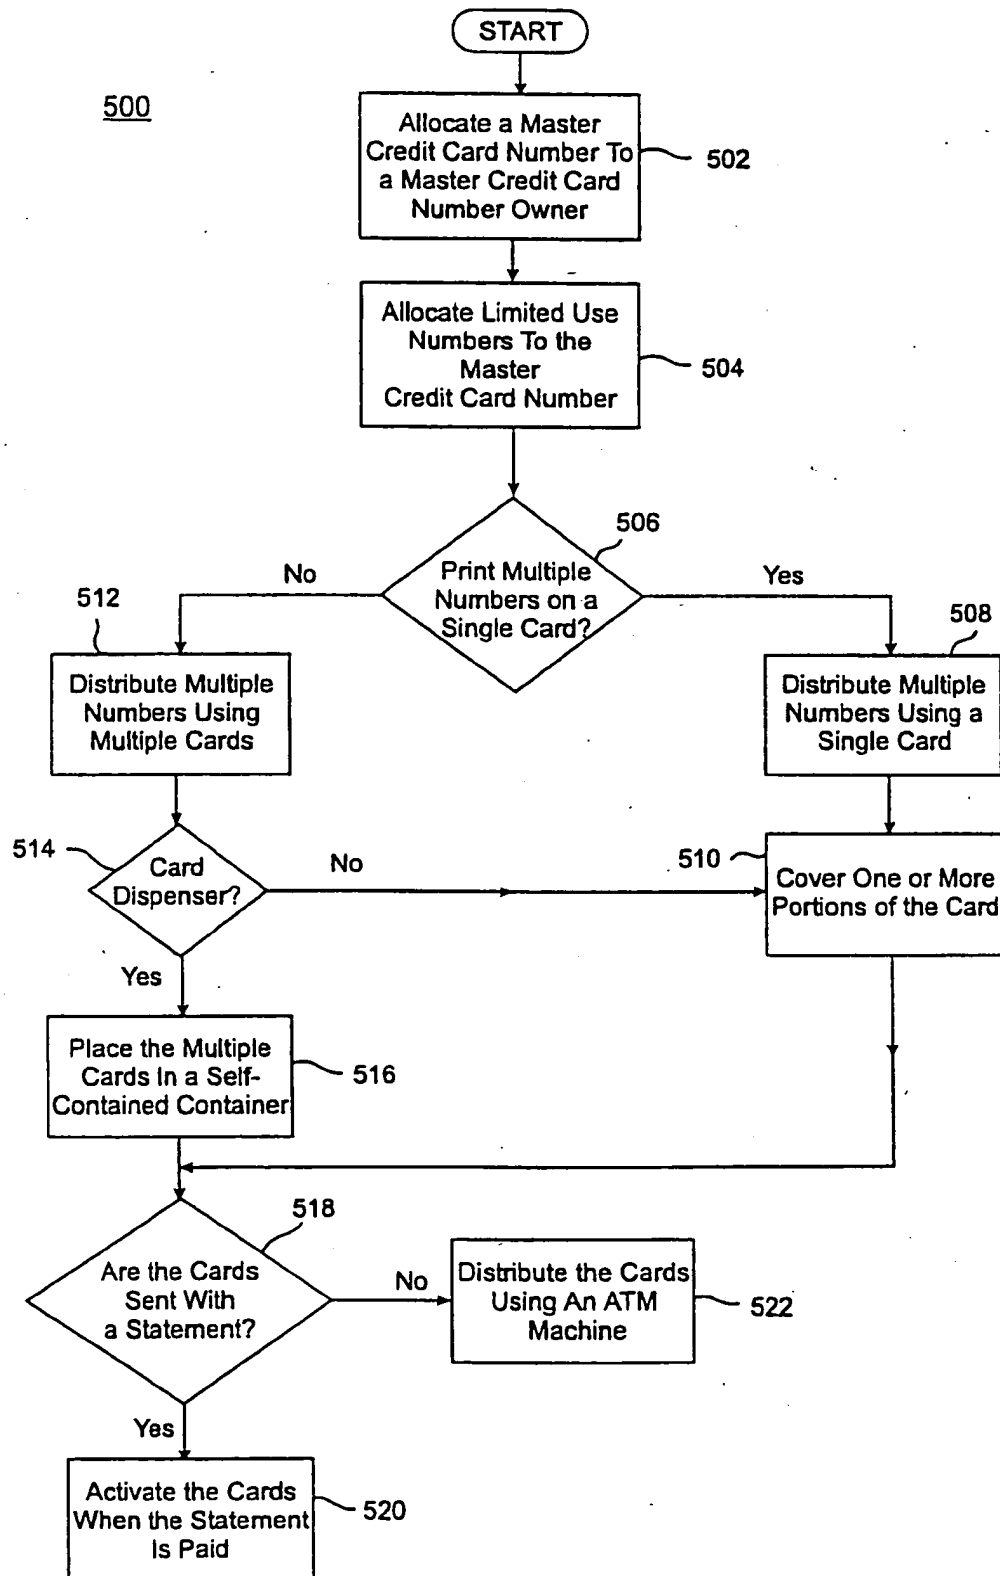 START
500
Allocate a Master
Credit Card Number To
a Master Credit Card
Number Owner
502
Allocate Limited Use
Numbers To the
Master
Credit Card Number
504
506
Print Multiple
Numbers on a
Single Card?
No
Yes
512
508
Distribute Multiple
Numbers Using
Multiple Cards
Distribute Multiple
Numbers Using a
Single Card
514
Card
Dispenser?
No
510
Cover One or More
Portions of the Card
Yes
Place the Multiple
Cards In a Self-
Contained Container
516
518
Are the Cards
Sent With
a Statement?
No
Distribute the Cards
Using An ATM
Machine
522
Yes
Activate the Cards
When the Statement
Is Paid
520